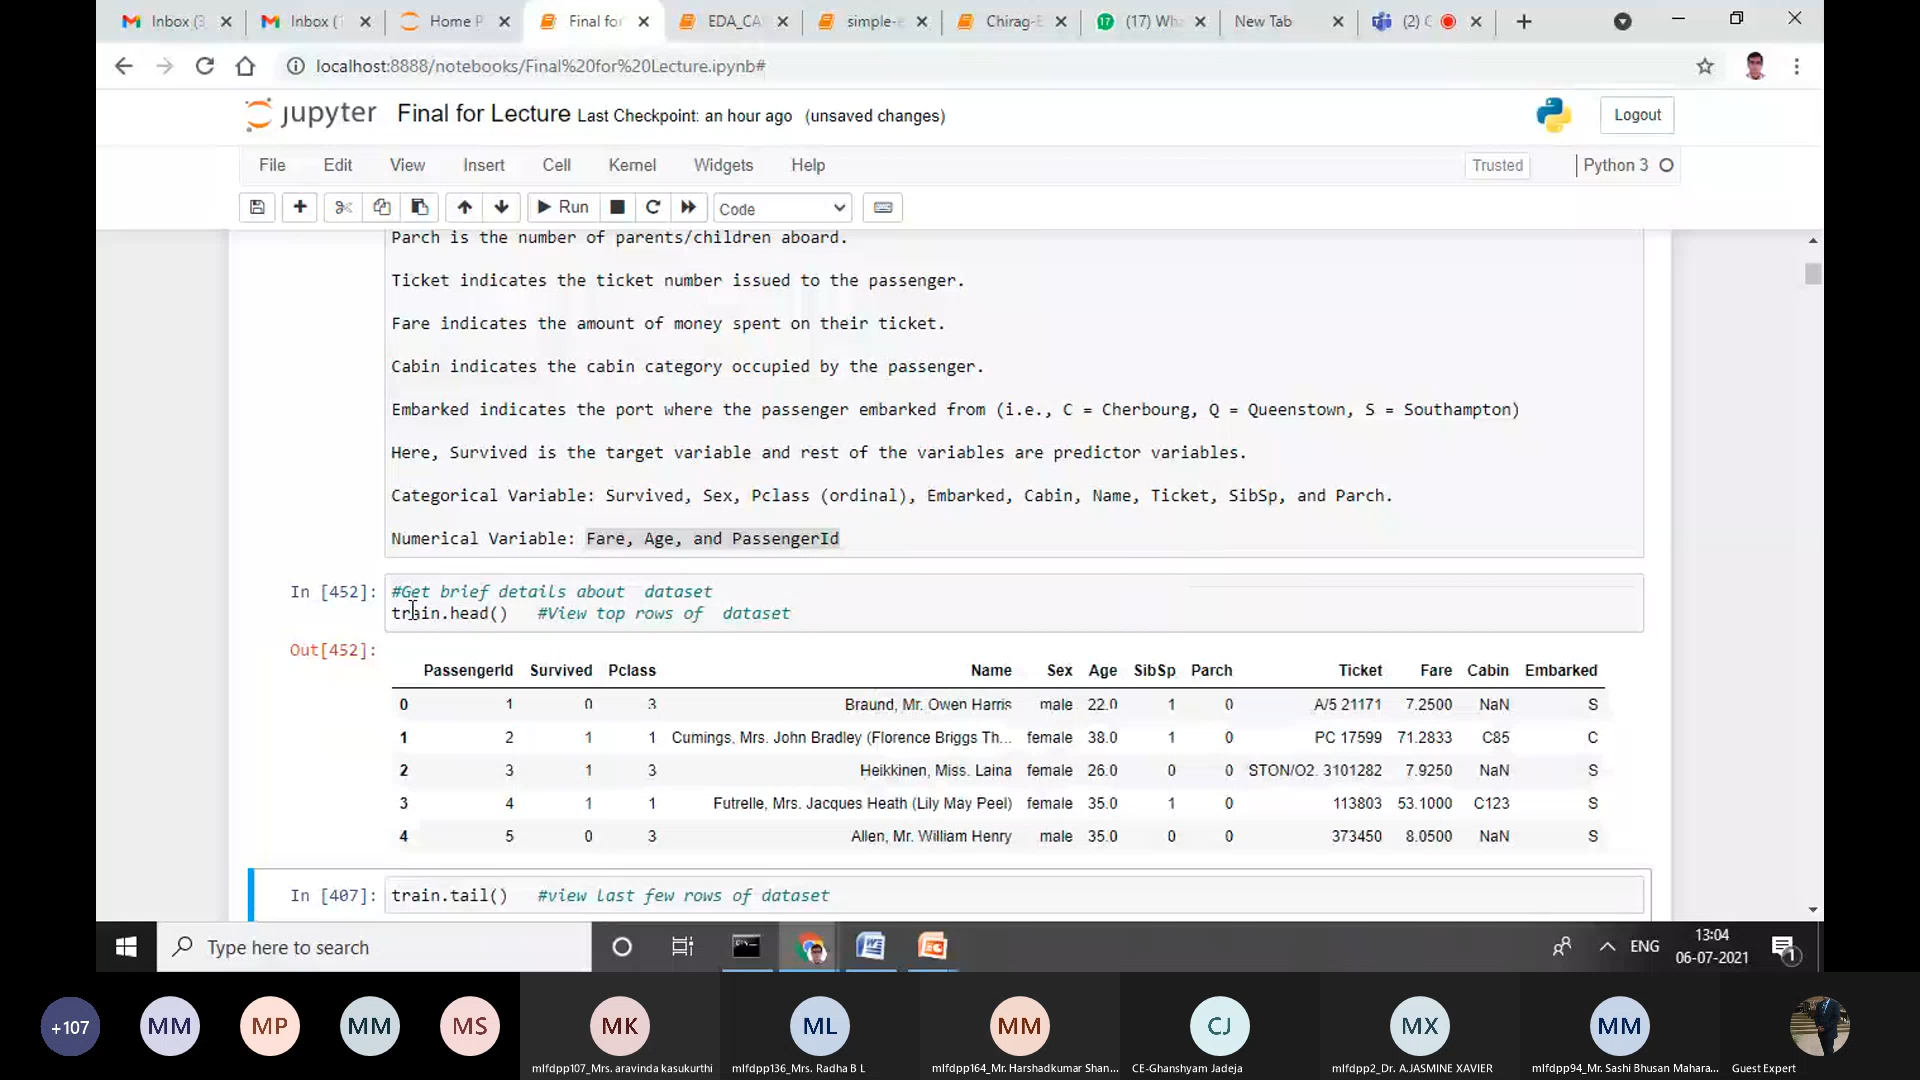 Inbox (3
Inbox (1
Home P
Final for
EDA_CA
simple-e
Chirag-E
17
(17) Wha
New Tab
(2) C
localhost:8888/notebooks/Final%20for%20Lecture.ipynb#
jupyter Final for Lecture Last Checkpoint: an hour ago (unsaved changes)
Logout
File Edit View Insert Cell Kernel Widgets Help
Trusted
Python 3
Run
Code
Parch is the number of parents/children aboard.
Ticket indicates the ticket number issued to the passenger.
Fare indicates the amount of money spent on their ticket.
Cabin indicates the cabin category occupied by the passenger.
Embarked indicates the port where the passenger embarked from (i.e., C = Cherbourg, Q = Queenstown, S = Southampton)
Here, Survived is the target variable and rest of the variables are predictor variables.
Categorical Variable: Survived, Sex, Pclass (ordinal), Embarked, Cabin, Name, Ticket, SibSp, and Parch.
Numerical Variable: Fare, Age, and PassengerId
In [452]: #Get brief details about dataset
train.head() #View top rows of dataset
Out[452]:
PassengerId Survived Pclass Name Sex Age SibSp Parch Ticket Fare Cabin Embarked
0 1 0 3 Braund, Mr. Owen Harris male 22.0 1 0 A/5 21171 7.2500 NaN S
1 2 1 1 Cumings, Mrs. John Bradley (Florence Briggs Th... female 38.0 1 0 PC 17599 71.2833 C85 C
2 3 1 3 Heikkinen, Miss. Laina female 26.0 0 0 STON/O2. 3101282 7.9250 NaN S
3 4 1 1 Futrelle, Mrs. Jacques Heath (Lily May Peel) female 35.0 1 0 113803 53.1000 C123 S
4 5 0 3 Allen, Mr. William Henry male 35.0 0 0 373450 8.0500 NaN S
In [407]: train.tail() #view last few rows of dataset
Type here to search
ENG
13:04
06-07-2021
1
+107
MM
MP
MM
MS
MK
ML
MM
CJ
MX
MM
mlfdpp107_Mrs. aravinda kasukurthi
mlfdpp136_Mrs. Radha B L
mlfdpp164_Mr. Harshadkumar Shan...
CE-Ghanshyam Jadeja
mlfdpp2_Dr. A.JASMINE XAVIER
mlfdpp94_Mr. Sashi Bhusan Mahara...
Guest Expert